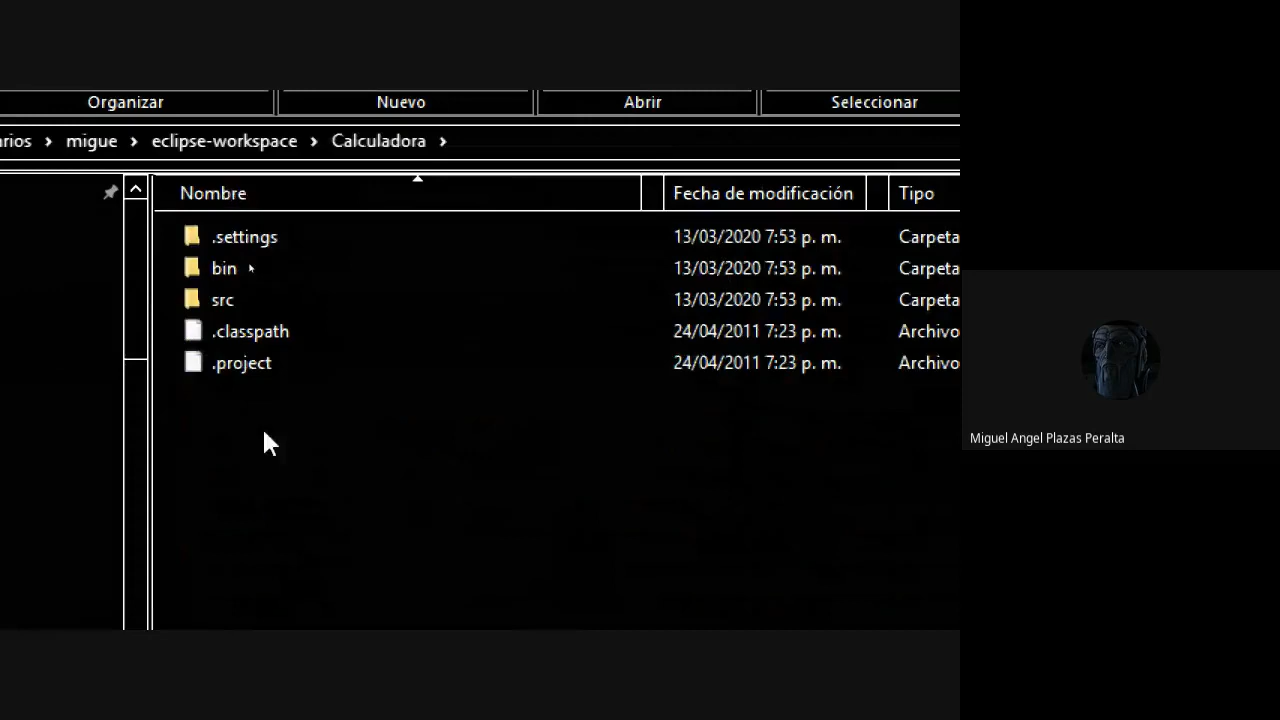 Organizar Nuevo Abrir Seleccionar
rios › migue › eclipse-workspace › Calculadora ›
Nombre Fecha de modificación Tipo
.settings 13/03/2020 7:53 p. m. Carpeta
bin 13/03/2020 7:53 p. m. Carpeta
src 13/03/2020 7:53 p. m. Carpeta
.classpath 24/04/2011 7:23 p. m. Archivo
.project 24/04/2011 7:23 p. m. Archivo
Miguel Angel Plazas Peralta